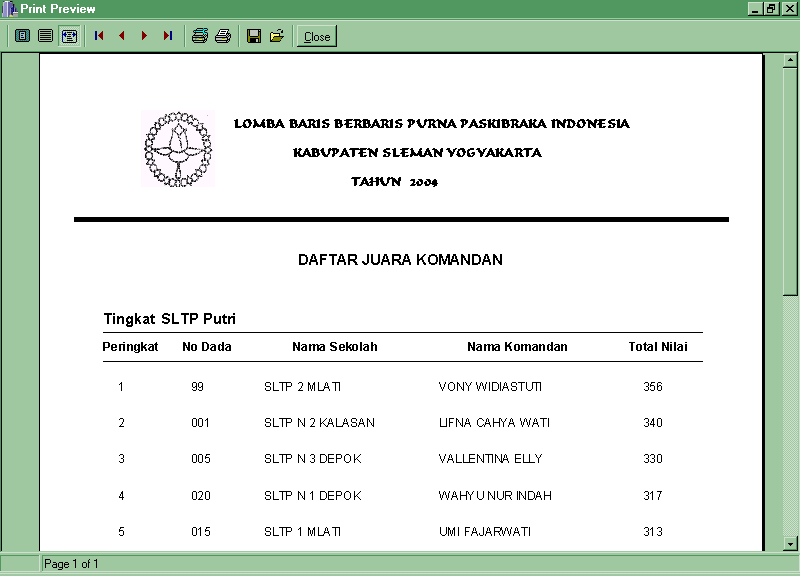 Print Preview
Close
LOMBA BARIS BERBARIS PURNA PASKIBRAKA INDONESIA
KABUPATEN SLEMAN YOGYAKARTA
TAHUN 2004
DAFTAR JUARA KOMANDAN
Tingkat SLTP Putri
Peringkat No Dada Nama Sekolah Nama Komandan Total Nilai
1 99 SLTP 2 MLATI VONY WIDIASTUTI 356
2 001 SLTP N 2 KALASAN LIFNA CAHYA WATI 340
3 005 SLTP N 3 DEPOK VALLENTINA ELLY 330
4 020 SLTP N 1 DEPOK WAHYU NUR INDAH 317
5 015 SLTP 1 MLATI UMI FAJARWATI 313
Page 1 of 1